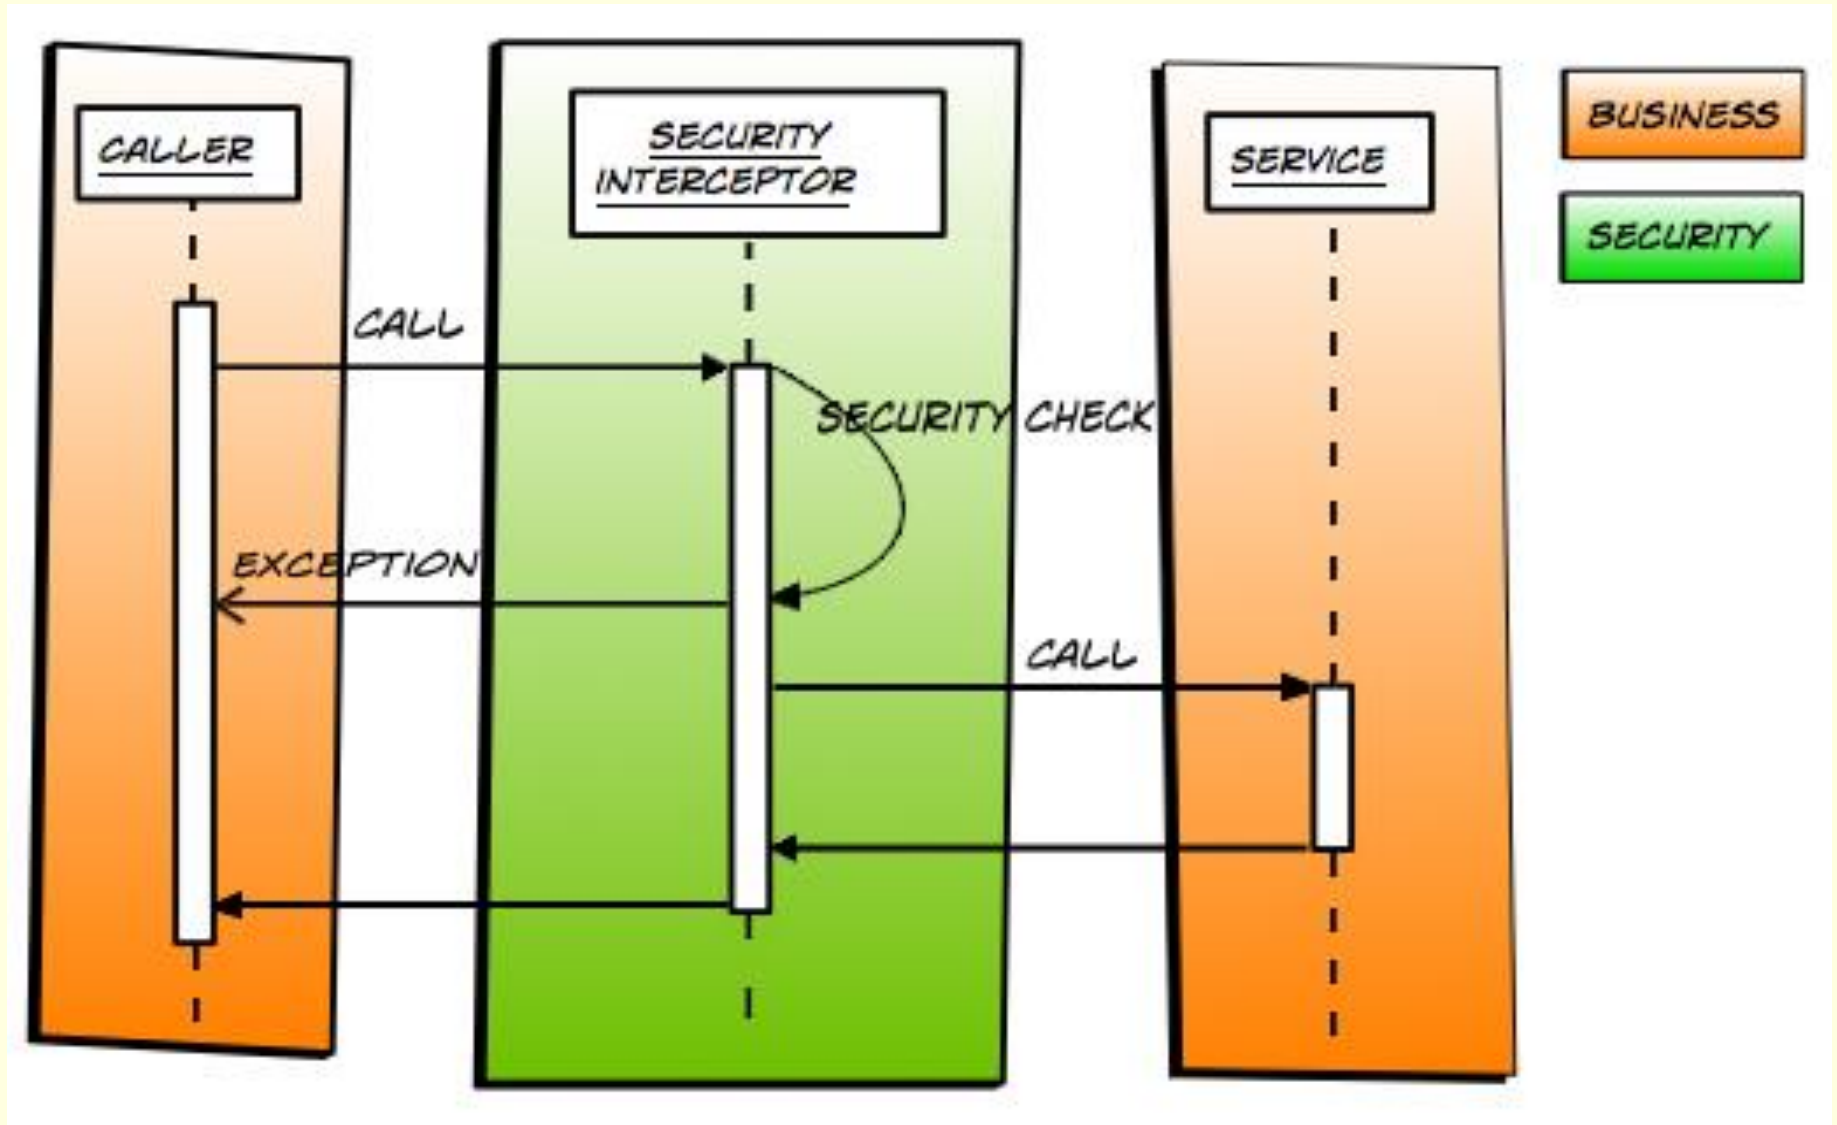 CALLER
SECURITY
INTERCEPTOR
SERVICE
BUSINESS
SECURITY
CALL
SECURITY CHECK
EXCEPTION
CALL